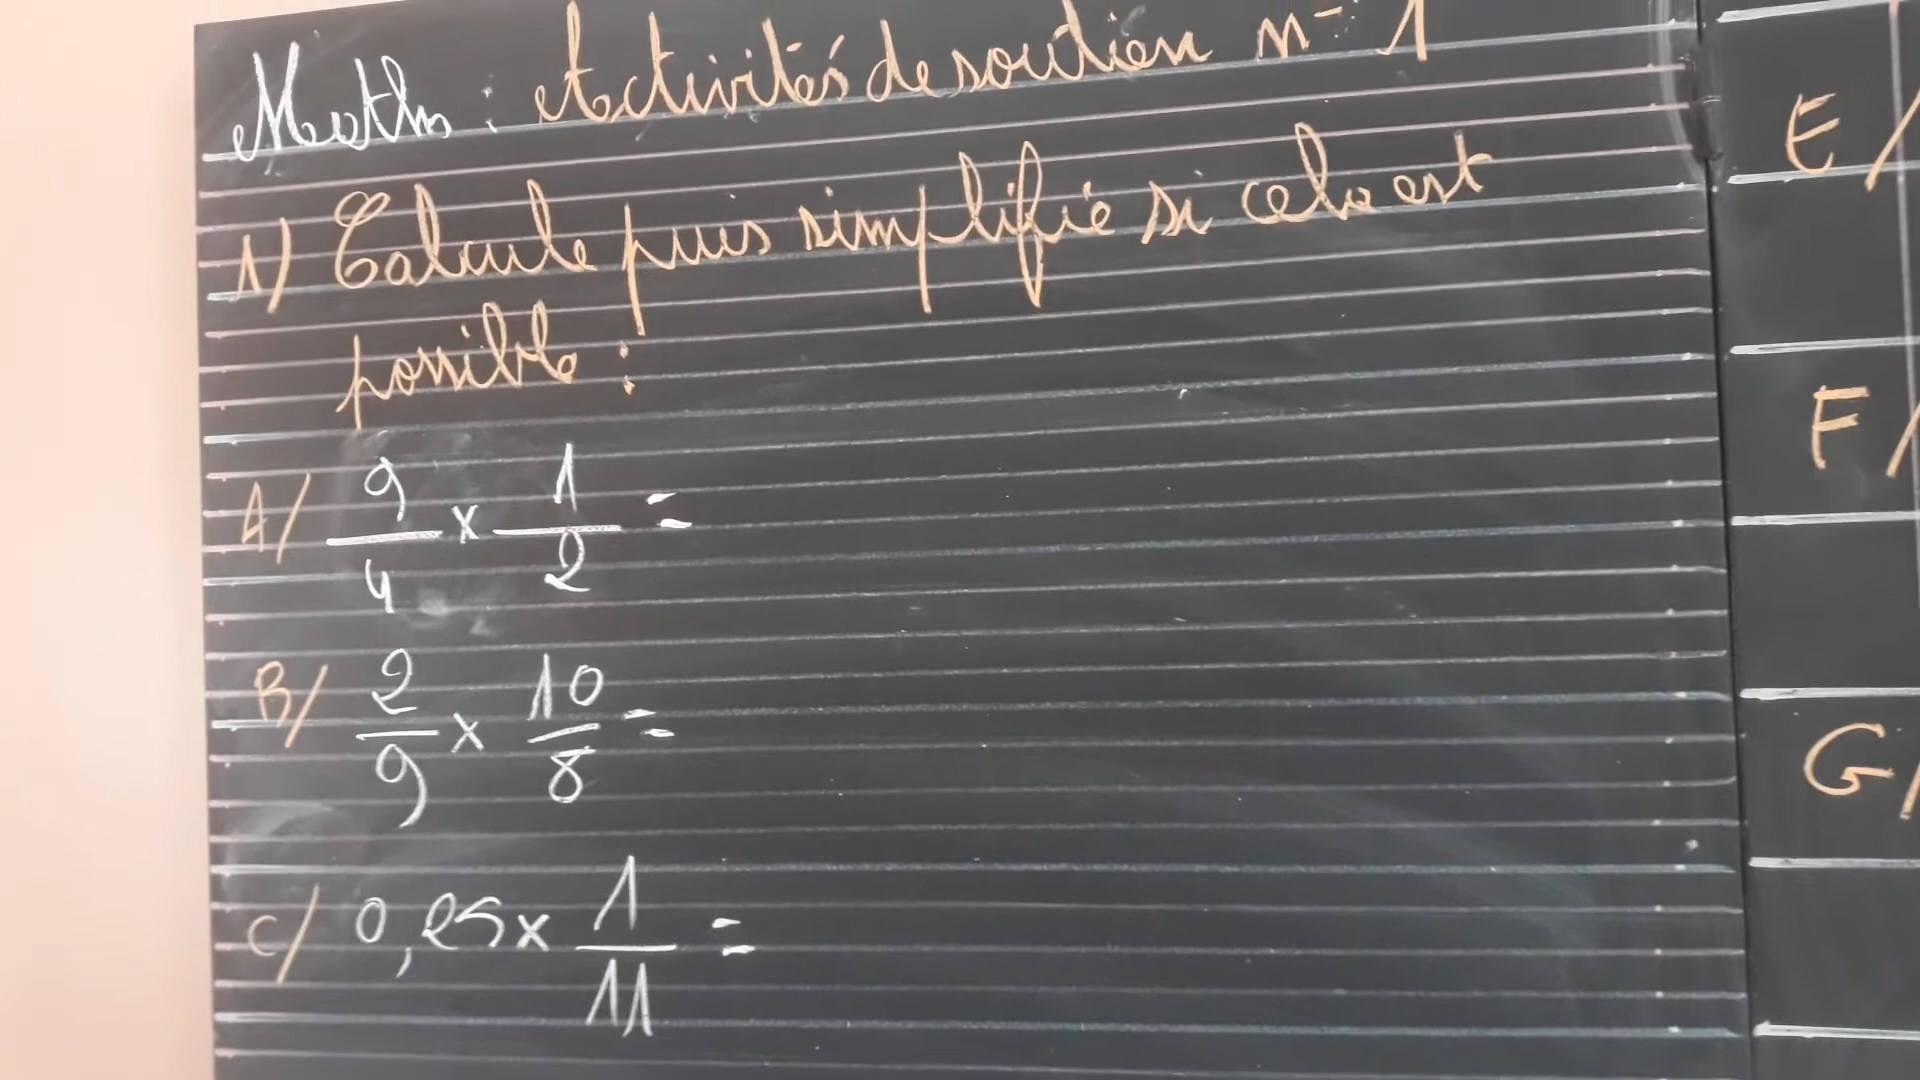 Maths : Activités de soutien n° 1
1) Calcule puis simplifie si cela est
possible :
A/ 9/4 × 1/2 =
B/ 2/9 × 10/8 =
C/ 0,25 × 1/11 =
E/
F/
G/